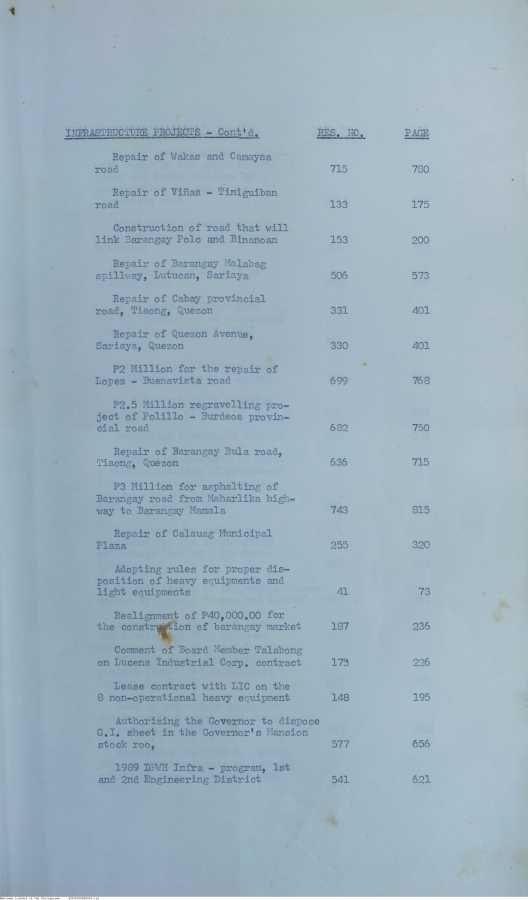 INFRASTRUCTURE PROJECTS - Cont'd. RES. NO. PAGE
Repair of Wakas and Camaysa
road 715 780
Repair of Viñas - Timiguiban
road 133 175
Construction of road that will
link Barangay Polo and Binancan 153 200
Repair of Barangay Malabag
spillway, Lutucan, Sariaya 506 573
Repair of Cabay provincial
road, Tiaong, Quezon 331 401
Repair of Quezon Avenue,
Sariaya, Quezon 330 401
P2 Million for the repair of
Lopez - Buenavista road 699 768
P2.5 Million regravelling pro-
ject of Polillo - Burdeos provin-
cial road 682 750
Repair of Barangay Bula road,
Tiaong, Quezon 636 715
P3 Million for asphalting of
Barangay road from Maharlika high-
way to Barangay Mamala 743 815
Repair of Calauag Municipal
Plaza 255 320
Adopting rules for proper dis-
position of heavy equipments and
light equipments 41 73
Realignment of P40,000.00 for
the construction of barangay market 187 236
Comment of Board Member Talabong
on Lucena Industrial Corp. contract 173 226
Lease contract with LIC on the
8 non-operational heavy equipment 148 195
Authorizing the Governor to dispose
G.I. sheet in the Governor's Mansion
stock roo, 577 656
1989 DPWH Infra - program, 1st
and 2nd Engineering District 541 621